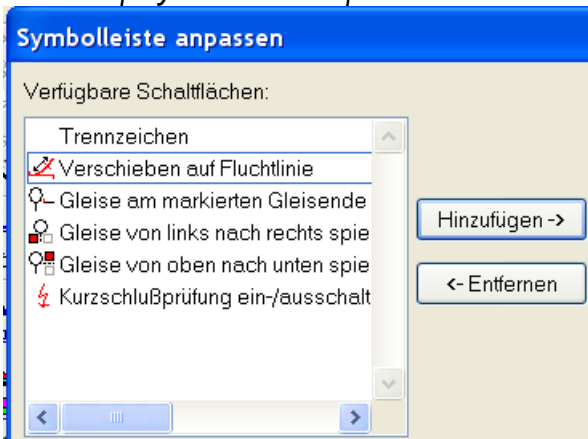 Symbolleiste anpassen
Verfügbare Schaltflächen:
Trennzeichen
Verschieben auf Fluchtlinie
Gleise am markierten Gleisende
Gleise von links nach rechts spie
Gleise von oben nach unten spie
Kurzschlußprüfung ein-/ausschalt
Hinzufügen ->
<- Entfernen